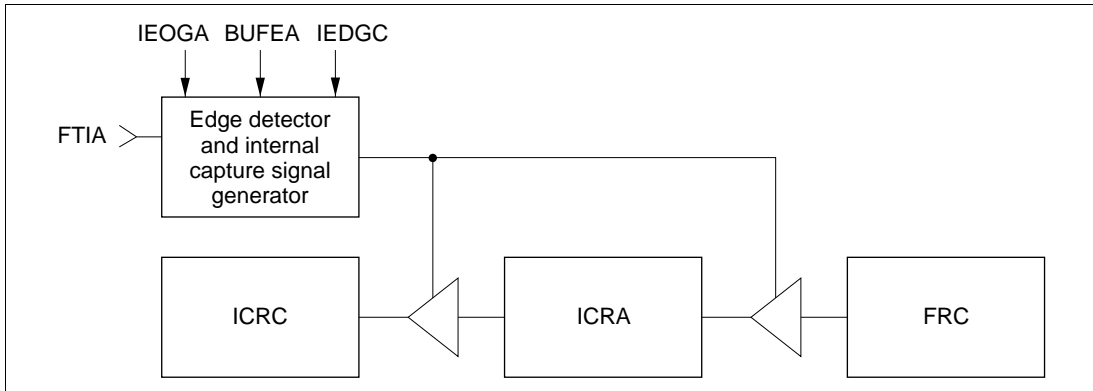 IEOGA BUFEA IEDGC
FTIA
Edge detector
and internal
capture signal
generator
ICRC ICRA FRC